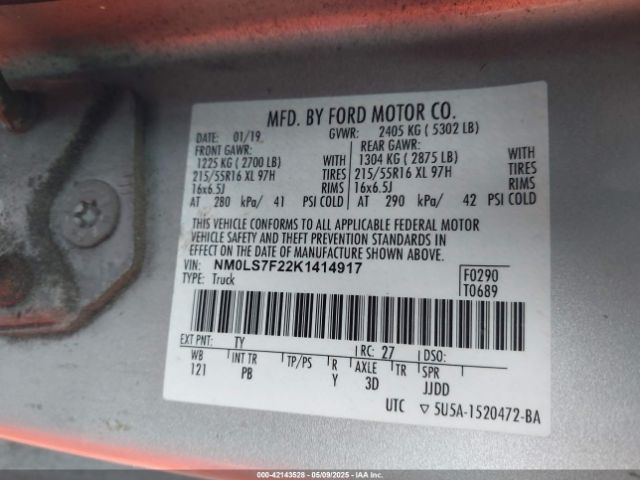 MFD. BY FORD MOTOR CO.
DATE: 01/19 GVWR: 2405 KG ( 5302 LB)
FRONT GAWR: REAR GAWR:
1225 KG ( 2700 LB) WITH 1304 KG ( 2875 LB) WITH
215/55R16 XL 97H TIRES 215/55R16 XL 97H TIRES
16x6.5J RIMS 16x6.5J RIMS
AT 280 kPa/ 41 PSI COLD AT 290 kPa/ 42 PSI COLD
THIS VEHICLE CONFORMS TO ALL APPLICABLE FEDERAL MOTOR
VEHICLE SAFETY AND THEFT PREVENTION STANDARDS IN
EFFECT ON THE DATE OF MANUFACTURE SHOWN ABOVE.
VIN: NM0LS7F22K1414917 F0290
TYPE: Truck T0689
EXT PNT: TY RC: 27 DSO:
WB INT TR TP/PS R AXLE TR SPR
121 PB Y 3D JJDD
UTC ▽ 5U5A-1520472-BA
000-42143528 - 05/09/2025 - IAA Inc.